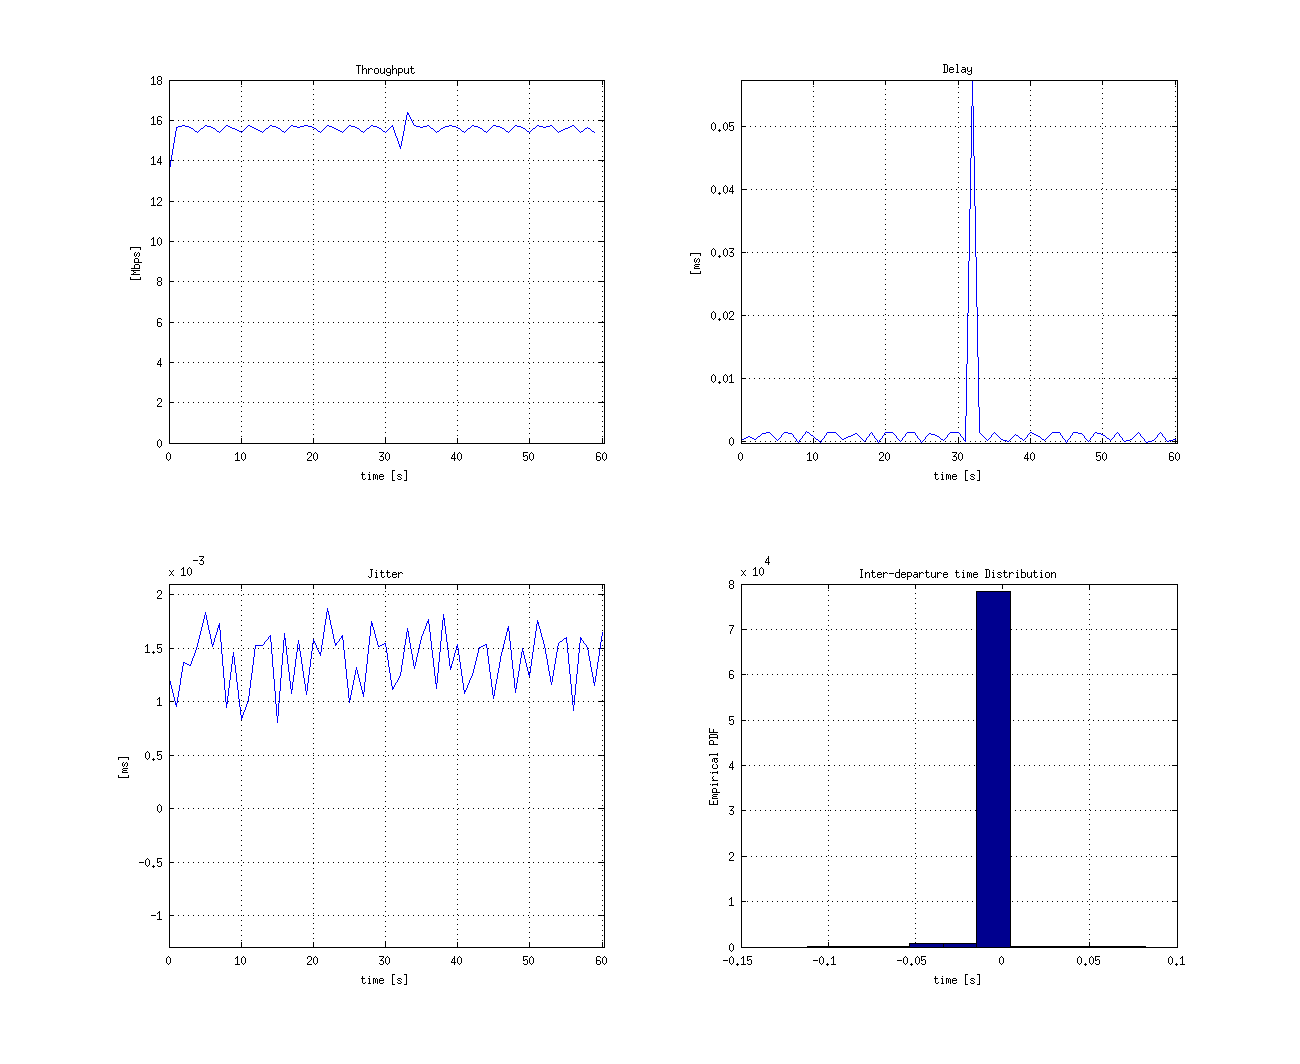 Throughput
18
16
14
12
10
8
6
4
2
0
[Mbps]
0 10 20 30 40 50 60
time [s]
Delay
0.05
0.04
0.03
0.02
0.01
0
[ms]
0 10 20 30 40 50 60
time [s]
x 10^-3
Jitter
2
1.5
1
0.5
0
-0.5
-1
[ms]
0 10 20 30 40 50 60
time [s]
x 10^4
Inter-departure time Distribution
8
7
6
5
4
3
2
1
0
Empirical PDF
-0.15 -0.1 -0.05 0 0.05 0.1
time [s]